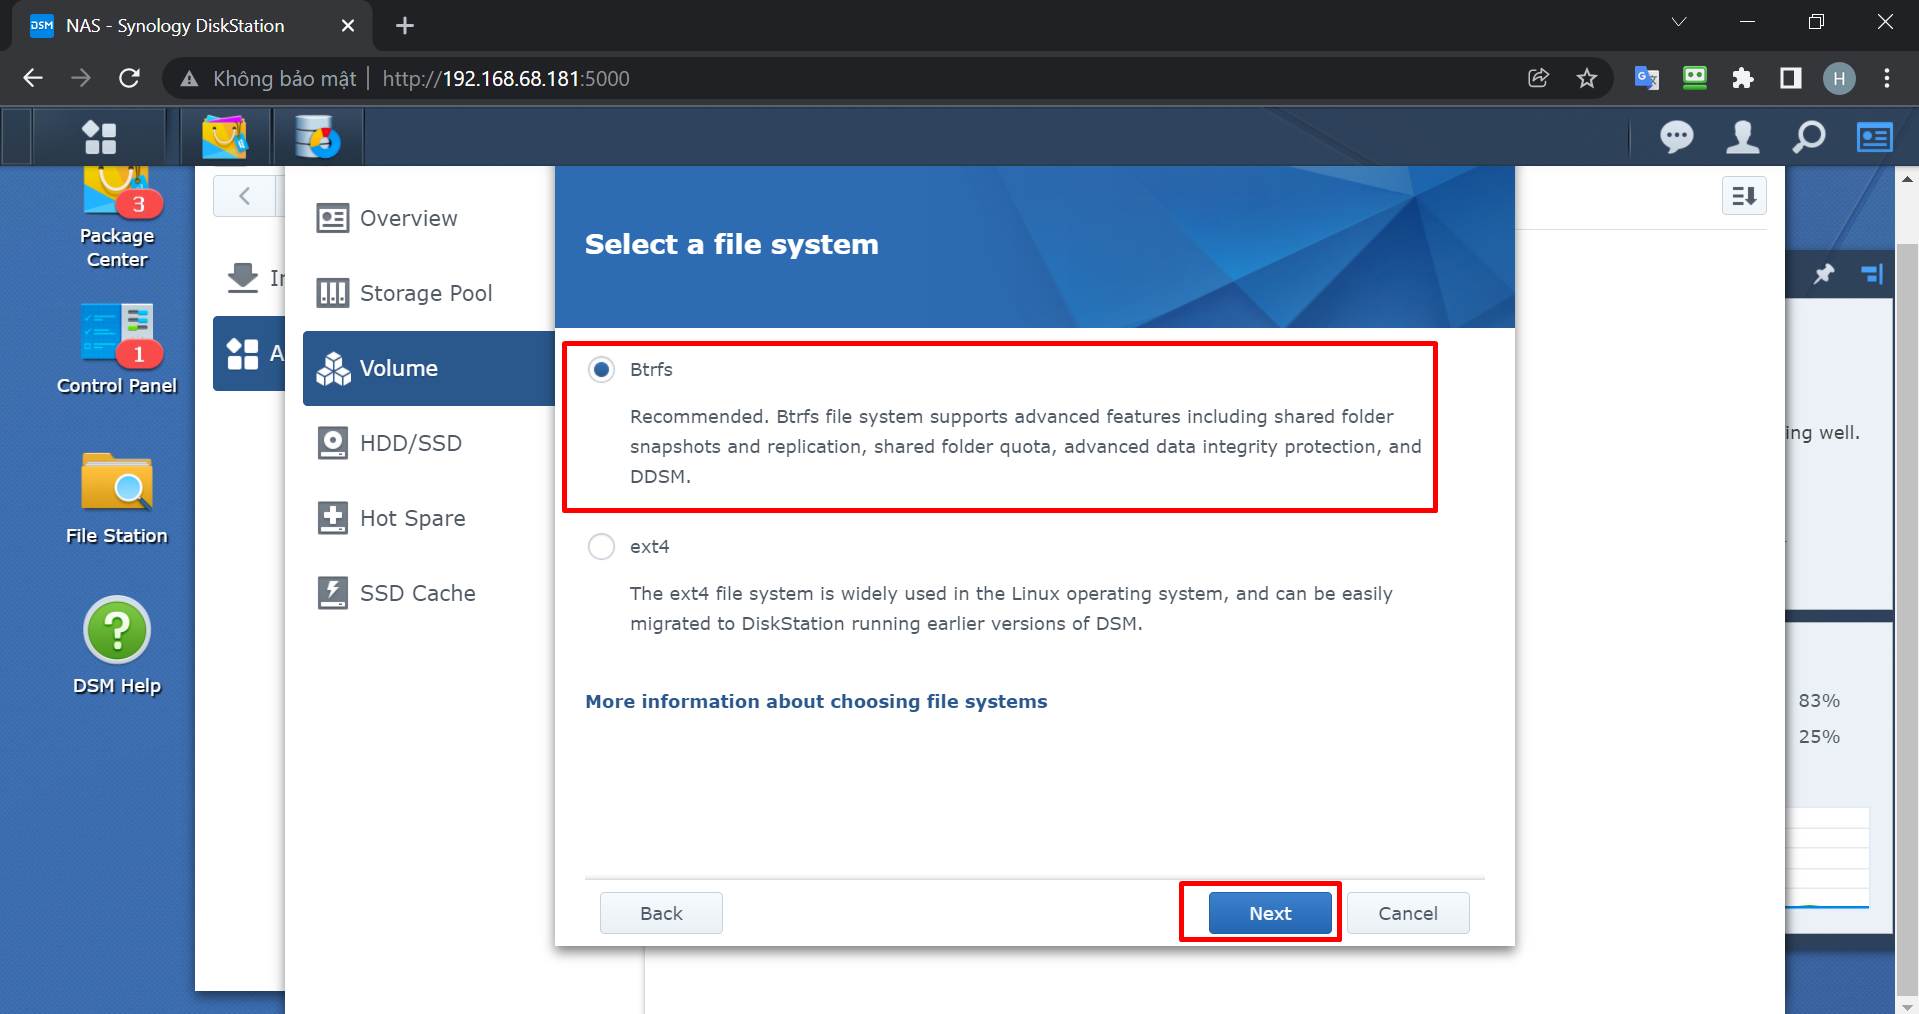 NAS - Synology DiskStation
Không bảo mật
http://192.168.68.181:5000
H
3
Package
Center
1
Control Panel
File Station
DSM Help
In
A
Overview
Storage Pool
Volume
HDD/SSD
Hot Spare
SSD Cache
Select a file system
Btrfs
Recommended. Btrfs file system supports advanced features including shared folder
snapshots and replication, shared folder quota, advanced data integrity protection, and
DDSM.
ext4
The ext4 file system is widely used in the Linux operating system, and can be easily
migrated to DiskStation running earlier versions of DSM.
More information about choosing file systems
Back
Next
Cancel
ing well.
83%
25%